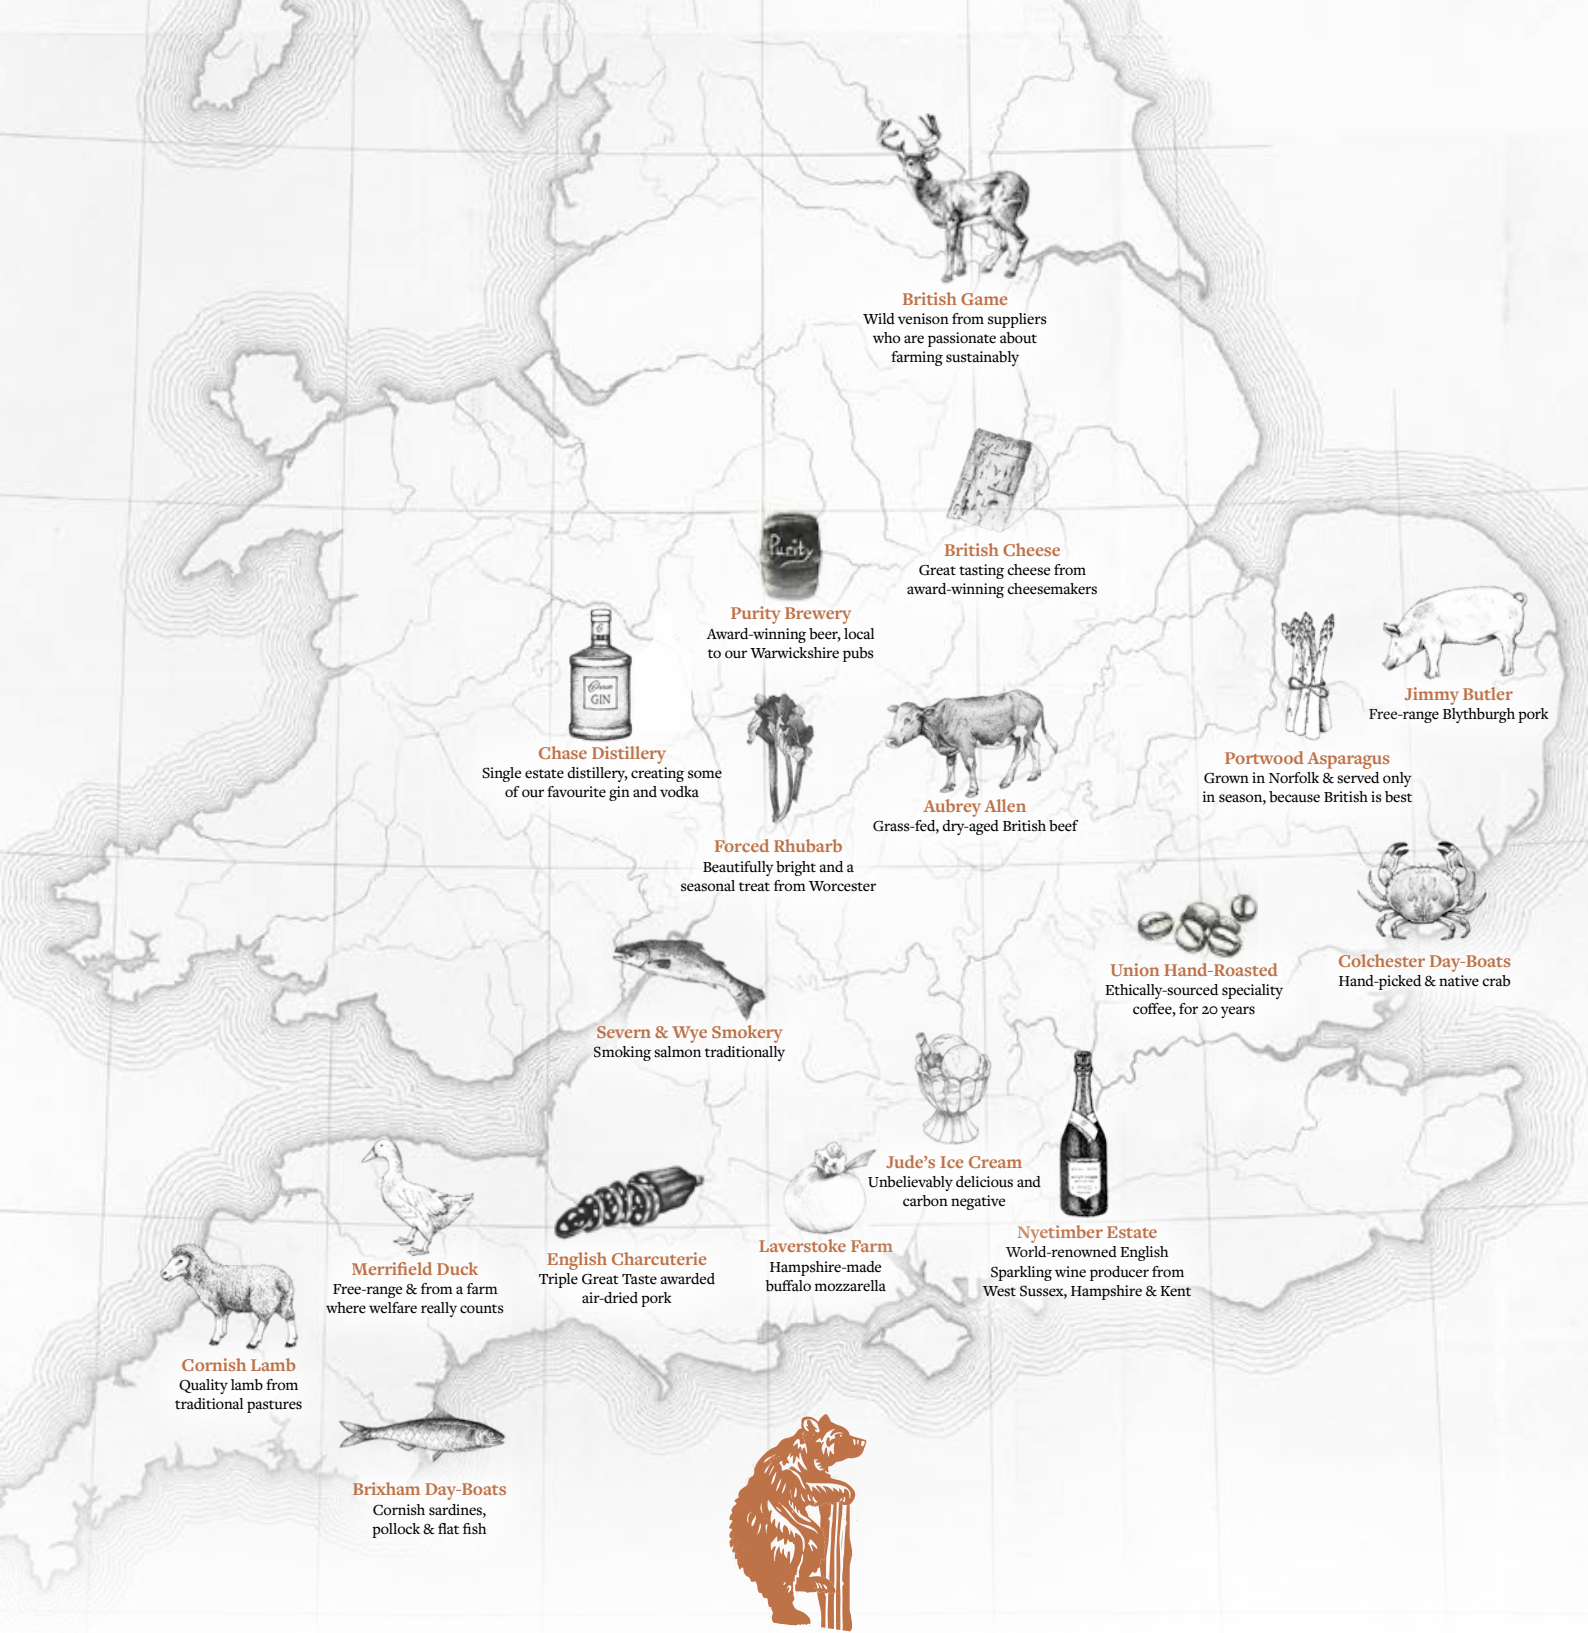 British Game
Wild venison from suppliers
who are passionate about
farming sustainably
British Cheese
Great tasting cheese from
award-winning cheesemakers
Purity
Purity Brewery
Award-winning beer, local
to our Warwickshire pubs
Chase
GIN
Chase Distillery
Single estate distillery, creating some
of our favourite gin and vodka
Jimmy Butler
Free-range Blythburgh pork
Portwood Asparagus
Grown in Norfolk & served only
in season, because British is best
Aubrey Allen
Grass-fed, dry-aged British beef
Forced Rhubarb
Beautifully bright and a
seasonal treat from Worcester
Union Hand-Roasted
Ethically-sourced speciality
coffee, for 20 years
Colchester Day-Boats
Hand-picked & native crab
Severn & Wye Smokery
Smoking salmon traditionally
Jude's Ice Cream
Unbelievably delicious and
carbon negative
Nyetimber Estate
World-renowned English
Sparkling wine producer from
West Sussex, Hampshire & Kent
Laverstoke Farm
Hampshire-made
buffalo mozzarella
English Charcuterie
Triple Great Taste awarded
air-dried pork
Merrifield Duck
Free-range & from a farm
where welfare really counts
Cornish Lamb
Quality lamb from
traditional pastures
Brixham Day-Boats
Cornish sardines,
pollock & flat fish